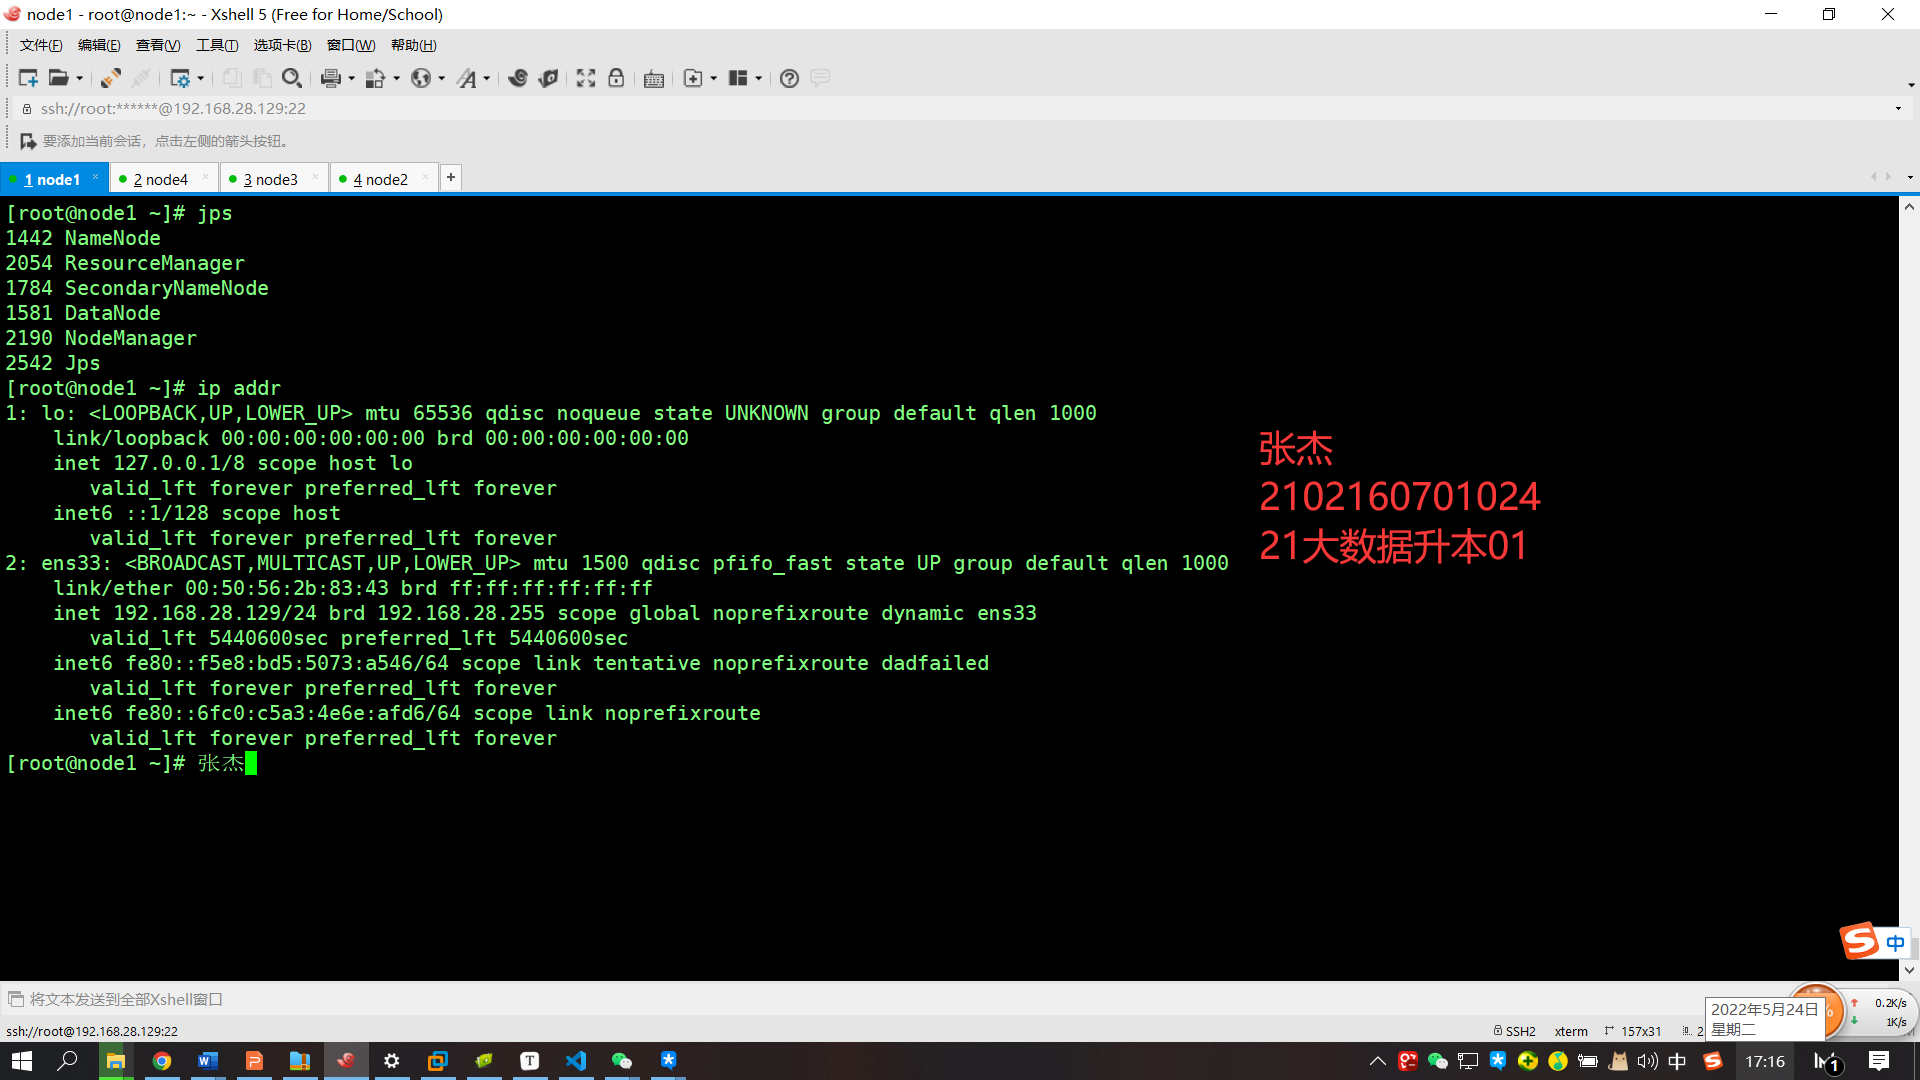 node1 - root@node1:~ - Xshell 5 (Free for Home/School)
文件(F) 编辑(E) 查看(V) 工具(T) 选项卡(B) 窗口(W) 帮助(H)
ssh://root:******@192.168.28.129:22
要添加当前会话，点击左侧的箭头按钮。
1 node1 2 node4 3 node3 4 node2
[root@node1 ~]# jps
1442 NameNode
2054 ResourceManager
1784 SecondaryNameNode
1581 DataNode
2190 NodeManager
2542 Jps
[root@node1 ~]# ip addr
1: lo: <LOOPBACK,UP,LOWER_UP> mtu 65536 qdisc noqueue state UNKNOWN group default qlen 1000
    link/loopback 00:00:00:00:00:00 brd 00:00:00:00:00:00
    inet 127.0.0.1/8 scope host lo
       valid_lft forever preferred_lft forever
    inet6 ::1/128 scope host
       valid_lft forever preferred_lft forever
2: ens33: <BROADCAST,MULTICAST,UP,LOWER_UP> mtu 1500 qdisc pfifo_fast state UP group default qlen 1000
    link/ether 00:50:56:2b:83:43 brd ff:ff:ff:ff:ff:ff
    inet 192.168.28.129/24 brd 192.168.28.255 scope global noprefixroute dynamic ens33
       valid_lft 5440600sec preferred_lft 5440600sec
    inet6 fe80::f5e8:bd5:5073:a546/64 scope link tentative noprefixroute dadfailed
       valid_lft forever preferred_lft forever
    inet6 fe80::6fc0:c5a3:4e6e:afd6/64 scope link noprefixroute
       valid_lft forever preferred_lft forever
[root@node1 ~]# 张杰
张杰
2102160701024
21大数据升本01
中
将文本发送到全部Xshell窗口
2022年5月24日
星期二
0.2K/s
1K/s
ssh://root@192.168.28.129:22
SSH2 xterm 157x31
中 17:16 1